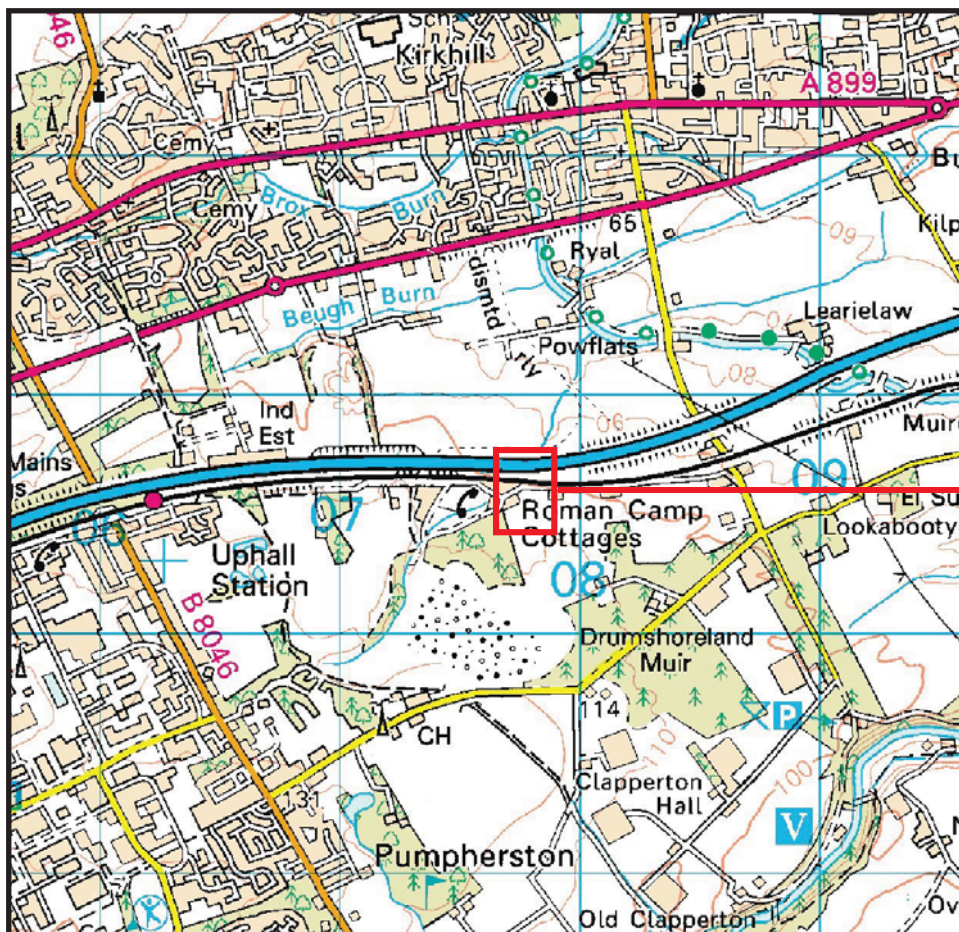 Sch
Kirkhill
A 899
Cemy
Cemy
Brox
Burn
Bu
65
09
Kilp
Ryal
dismtd
rly
Beugh Burn
Learielaw
Powflats
08
06
Ind
Est
Muir
Mains
s
06
07
09
Roman Camp
Cottages
El Su
Lookabooty
Uphall
Station
08
B 8046
Drumshoreland
Muir
P
114
110
CH
100
Clapperton
Hall
131
V
N
Pumpherston
Old Clapperton
Ov